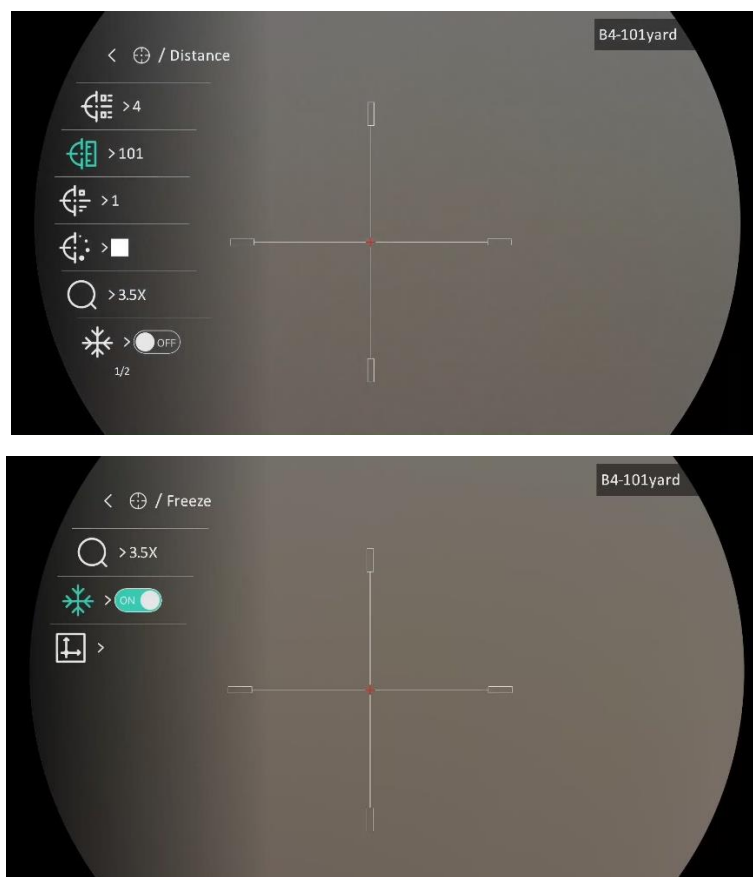 B4-101yard
< / Distance
>4
>101
>1
>
>3.5X
> OFF
1/2
B4-101yard
< / Freeze
>3.5X
> ON
>